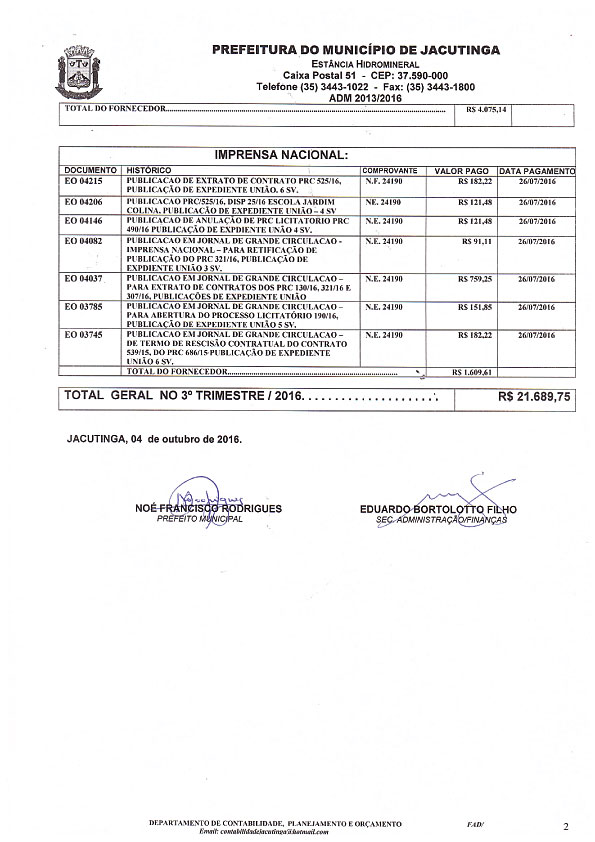 PREFEITURA DO MUNICÍPIO DE JACUTINGA
ESTÂNCIA HIDROMINERAL
Caixa Postal 51 - CEP: 37.590-000
Telefone (35) 3443-1022 - Fax: (35) 3443-1800
ADM 2013/2016
TOTAL DO FORNECEDOR.......... R$ 4.075,14
IMPRENSA NACIONAL:
DOCUMENTO HISTÓRICO COMPROVANTE VALOR PAGO DATA PAGAMENTO
EO 04215 PUBLICACAO DE EXTRATO DE CONTRATO PRC 525/16, N.F. 24190 R$ 182,22 26/07/2016
PUBLICAÇÃO DE EXPEDIENTE UNIÃO. 6 SV.
EO 04206 PUBLICACAO PRC/525/16, DISP 25/16 ESCOLA JARDIM NE. 24190 R$ 121,48 26/07/2016
COLINA. PUBLICAÇÃO DE EXPEDIENTE UNIÃO – 4 SV
EO 04146 PUBLICACAO DE ANULAÇÃO DE PRC LICITATORIO PRC N.E. 24190 R$ 121,48 26/07/2016
490/16 PUBLICAÇÃO DE EXPDIENTE UNÃO 4 SV.
EO 04082 PUBLICACAO EM JORNAL DE GRANDE CIRCULACAO - N.E. 24190 R$ 91,11 26/07/2016
IMPRENSA NACIONAL – PARA RETIFICAÇÃO DE
PUBLICAÇÃO DO PRC 321/16, PUBLICAÇÃO DE
EXPDIENTE UNIÃO 3 SV.
EO 04037 PUBLICACAO EM JORNAL DE GRANDE CIRCULACAO – N.E. 24190 R$ 759,25 26/07/2016
PARA EXTRATO DE CONTRATOS DOS PRC 130/16, 321/16 E
307/16, PUBLICAÇÕES DE EXPEDIENTE UNIÃO
EO 03785 PUBLICACAO EM JORNAL DE GRANDE CIRCULACAO – N.E. 24190 R$ 151,85 26/07/2016
PARA ABERTURA DO PROCESSO LICITATÓRIO 190/16,
PUBLICAÇÃO DE EXPEDIENTE UNIÃO 5 SV.
EO 03745 PUBLICACAO EM JORNAL DE GRANDE CIRCULACAO – N.E. 24190 R$ 182,22 26/07/2016
DE TERMO DE RESCISÃO CONTRATUAL DO CONTRATO
539/15, DO PRC 686/15-PUBLICAÇÃO DE EXPEDIENTE
UNIÃO 6 SV.
TOTAL DO FORNECEDOR.......... R$ 1.609,61
TOTAL GERAL NO 3º TRIMESTRE / 2016. . . . . . . . . . . . . . . . . . . . R$ 21.689,75
JACUTINGA, 04 de outubro de 2016.
NOÉ FRANCISCO RODRIGUES EDUARDO BORTOLOTTO FILHO
PREFEITO MUNICIPAL SEC. ADMINISTRAÇÃO/FINANÇAS
DEPARTAMENTO DE CONTABILIDADE, PLANEJAMENTO E ORÇAMENTO FAD/ 2
Email: contabilidadejacutinga@hotmail.com